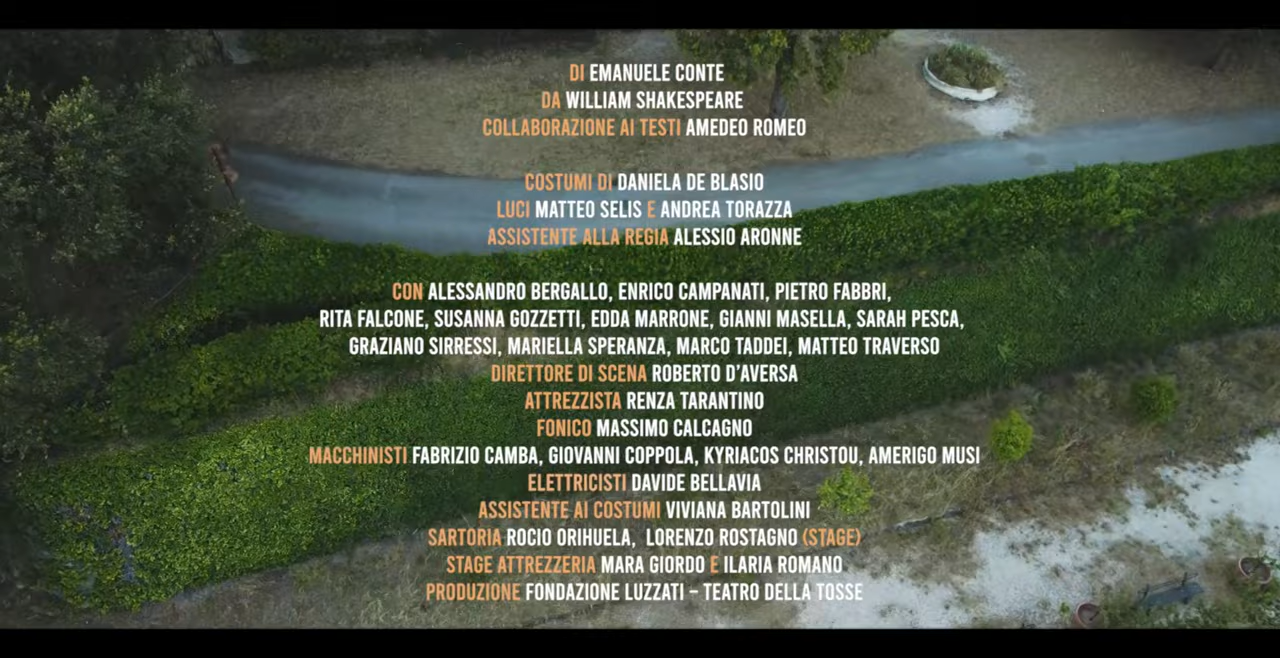 DI EMANUELE CONTE
DA WILLIAM SHAKESPEARE
COLLABORAZIONE AI TESTI AMEDEO ROMEO
COSTUMI DI DANIELA DE BLASIO
LUCI MATTEO SELIS E ANDREA TORAZZA
ASSISTENTE ALLA REGIA ALESSIO ARONNE
CON ALESSANDRO BERGALLO, ENRICO CAMPANATI, PIETRO FABBRI,
RITA FALCONE, SUSANNA GOZZETTI, EDDA MARRONE, GIANNI MASELLA, SARAH PESCA,
GRAZIANO SIRRESSI, MARIELLA SPERANZA, MARCO TADDEI, MATTEO TRAVERSO
DIRETTORE DI SCENA ROBERTO D'AVERSA
ATTREZZISTA RENZA TARANTINO
FONICO MASSIMO CALCAGNO
MACCHINISTI FABRIZIO CAMBA, GIOVANNI COPPOLA, KYRIACOS CHRISTOU, AMERIGO MUSI
ELETTRICISTI DAVIDE BELLAVIA
ASSISTENTE AI COSTUMI VIVIANA BARTOLINI
SARTORIA ROCIO ORIHUELA, LORENZO ROSTAGNO (STAGE)
STAGE ATTREZZERIA MARA GIORDO E ILARIA ROMANO
PRODUZIONE FONDAZIONE LUZZATI – TEATRO DELLA TOSSE